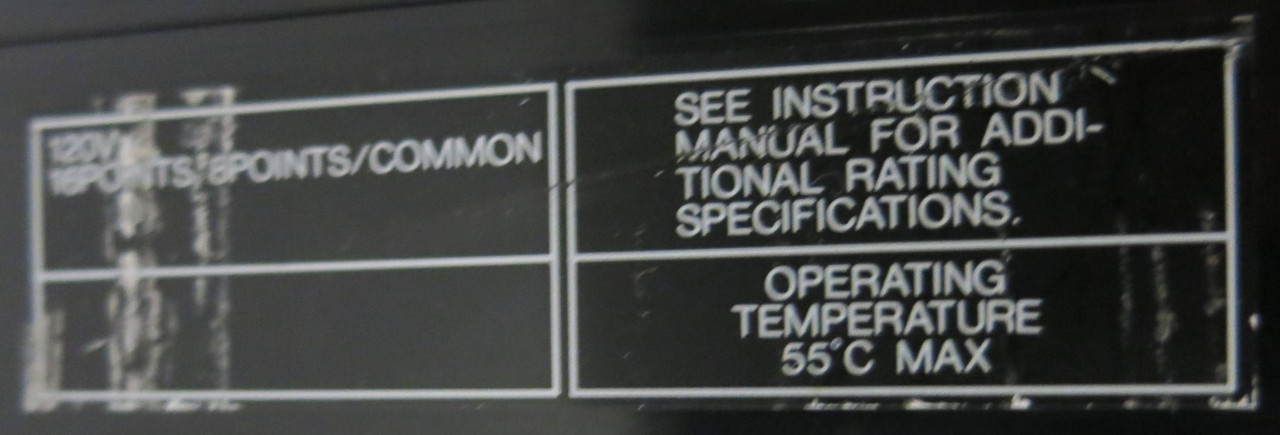 120V
16POINTS, 8POINTS/COMMON
SEE INSTRUCTION
MANUAL FOR ADDI-
TIONAL RATING
SPECIFICATIONS.
OPERATING
TEMPERATURE
55°C MAX